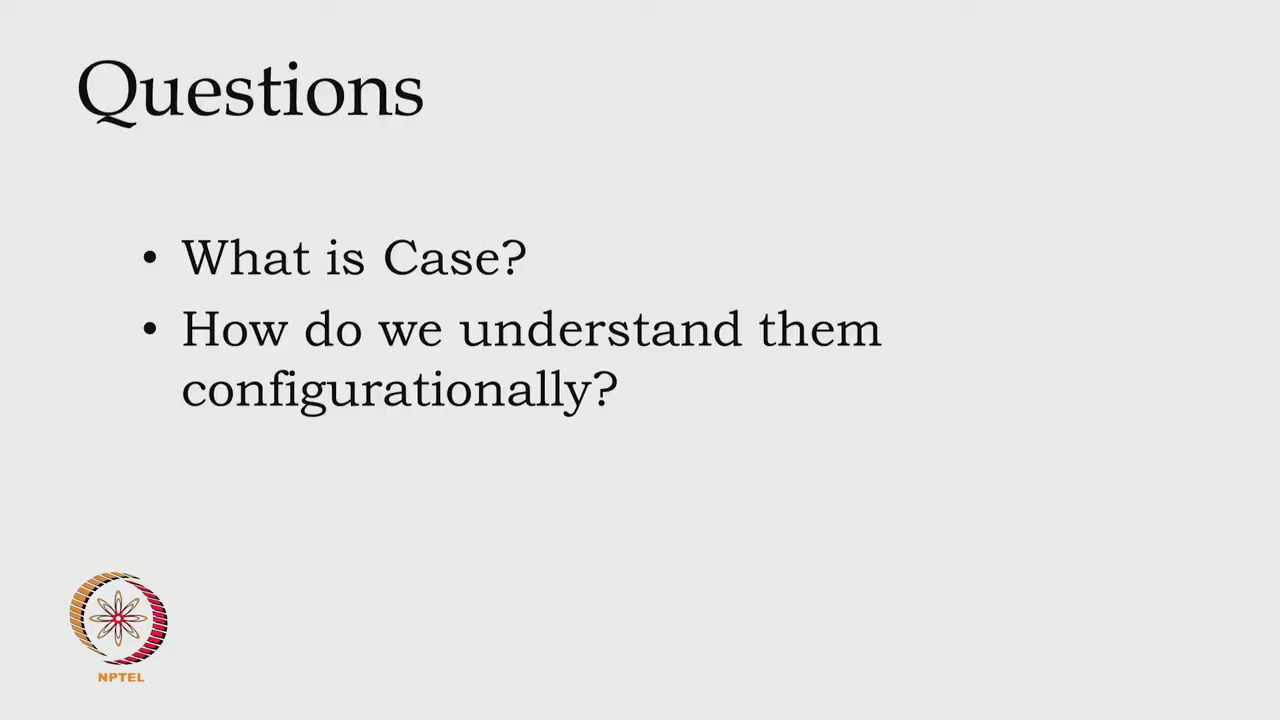 Questions
• What is Case?
• How do we understand them
configurationally?
NPTEL